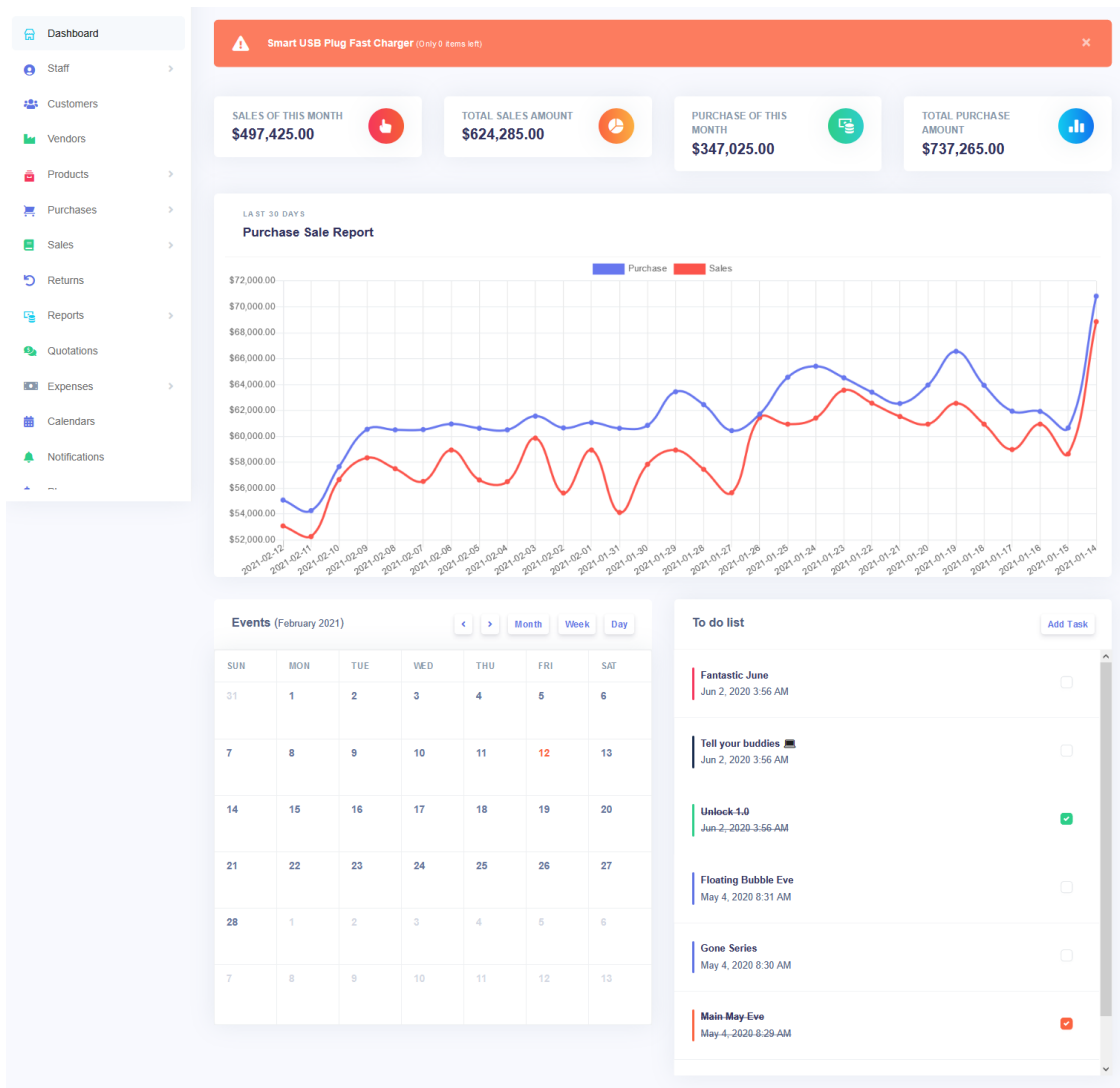 Dashboard
Staff
Customers
Vendors
Products
Purchases
Sales
Returns
Reports
Quotations
Expenses
Calendars
Notifications
Smart USB Plug Fast Charger (Only 0 items left)
×
SALES OF THIS MONTH
$497,425.00
TOTAL SALES AMOUNT
$624,285.00
PURCHASE OF THIS
MONTH
$347,025.00
TOTAL PURCHASE
AMOUNT
$737,265.00
LAST 30 DAYS
Purchase Sale Report
Purchase Sales
$72,000.00
$70,000.00
$68,000.00
$66,000.00
$64,000.00
$62,000.00
$60,000.00
$58,000.00
$56,000.00
$54,000.00
$52,000.00
2021-02-12
2021-02-11
2021-02-10
2021-02-09
2021-02-08
2021-02-07
2021-02-06
2021-02-05
2021-02-04
2021-02-03
2021-02-02
2021-02-01
2021-01-31
2021-01-30
2021-01-29
2021-01-28
2021-01-27
2021-01-26
2021-01-25
2021-01-24
2021-01-23
2021-01-22
2021-01-21
2021-01-20
2021-01-19
2021-01-18
2021-01-17
2021-01-16
2021-01-15
2021-01-14
Events (February 2021)
Month Week Day
SUN MON TUE WED THU FRI SAT
31 1 2 3 4 5 6
7 8 9 10 11 12 13
14 15 16 17 18 19 20
21 22 23 24 25 26 27
28 1 2 3 4 5 6
7 8 9 10 11 12 13
To do list
Add Task
Fantastic June
Jun 2, 2020 3:56 AM
Tell your buddies 💻
Jun 2, 2020 3:56 AM
Unlock 1.0
Jun 2, 2020 3:56 AM
Floating Bubble Eve
May 4, 2020 8:31 AM
Gone Series
May 4, 2020 8:30 AM
Main May Eve
May 4, 2020 8:29 AM